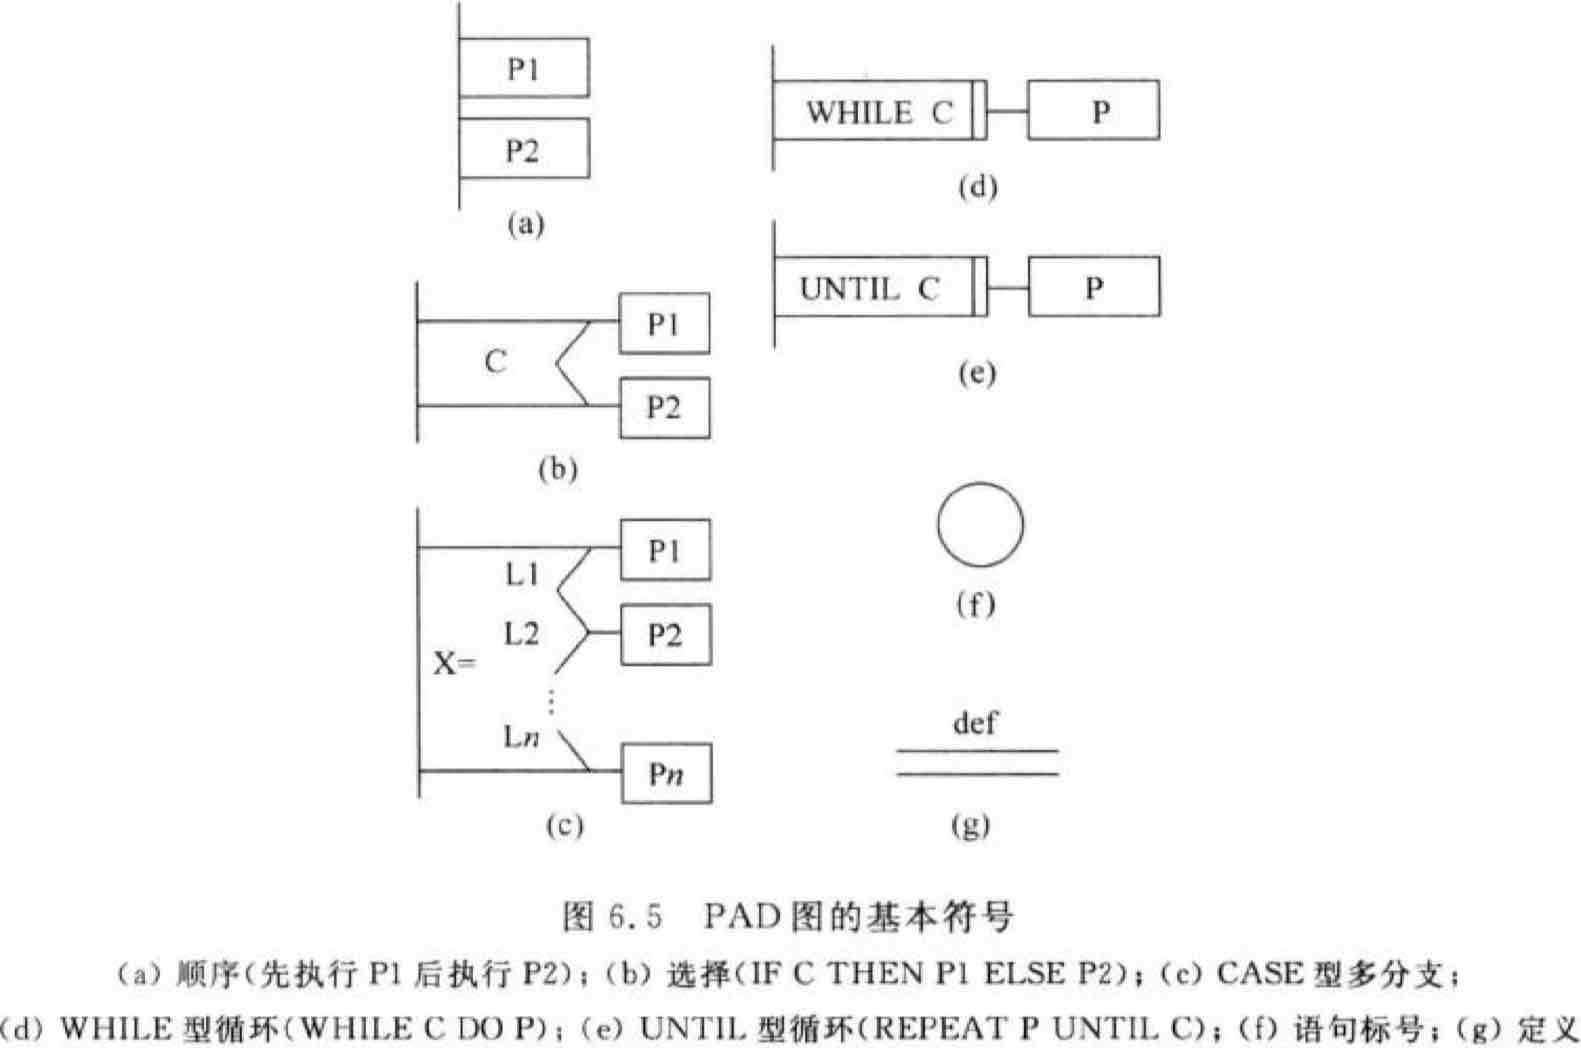 P1
P2
(a)
C
P1
P2
(b)
X=
L1
L2
⋮
Ln
P1
P2
Pn
(c)
WHILE C
P
(d)
UNTIL C
P
(e)
(f)
def
(g)
图 6.5 PAD 图的基本符号
(a) 顺序(先执行 P1 后执行 P2); (b) 选择(IF C THEN P1 ELSE P2); (c) CASE 型多分支;
(d) WHILE 型循环(WHILE C DO P); (e) UNTIL 型循环(REPEAT P UNTIL C); (f) 语句标号; (g) 定义